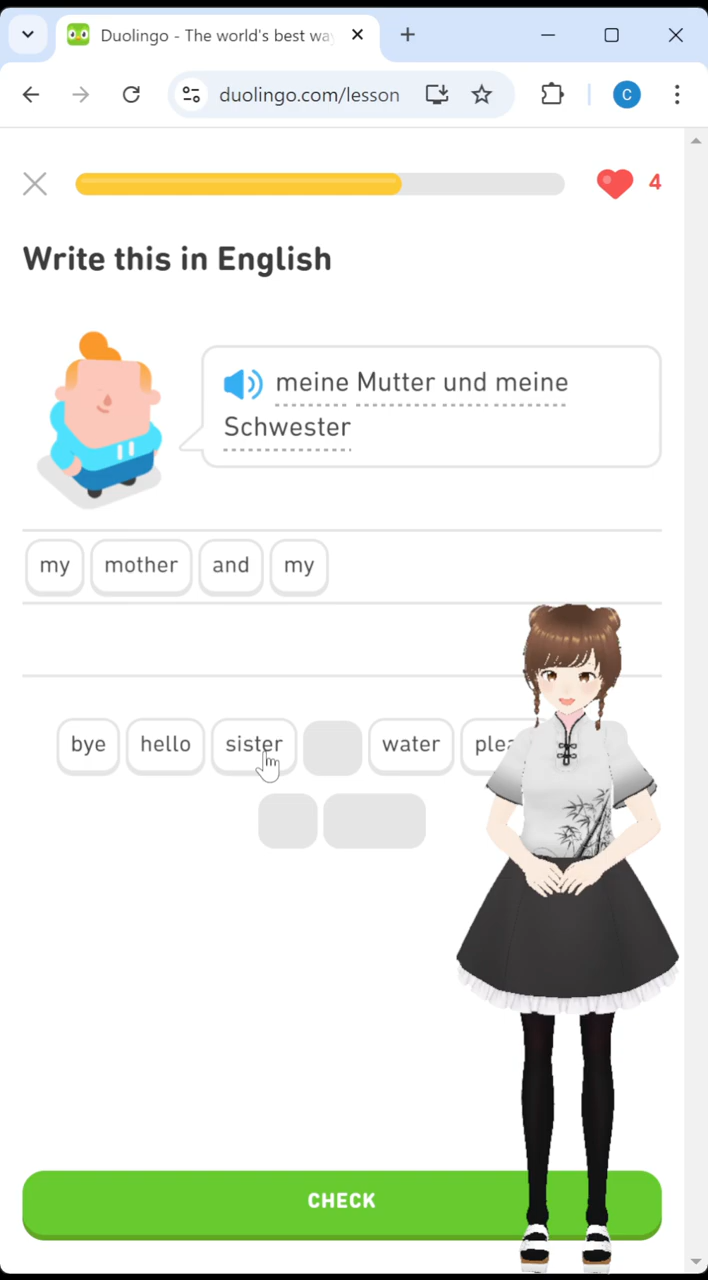 Duolingo - The world's best wa
duolingo.com/lesson
C
4
Write this in English
meine Mutter und meine
Schwester
my mother and my
bye hello sister water
CHECK